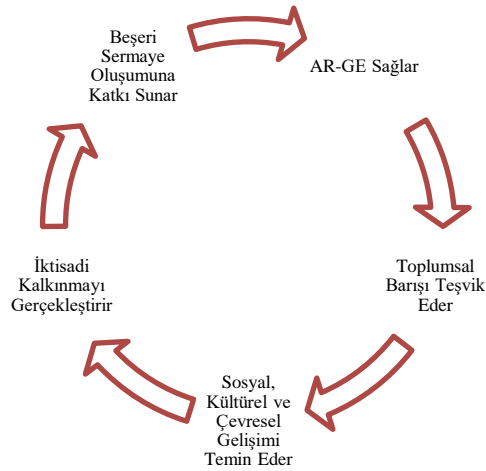 Beşeri
Sermaye
Oluşumuna
Katkı Sunar
AR-GE Sağlar
Toplumsal
Barışı Teşvik
Eder
Sosyal,
Kültürel ve
Çevresel
Gelişimi
Temin Eder
İktisadi
Kalkınmayı
Gerçekleştirir